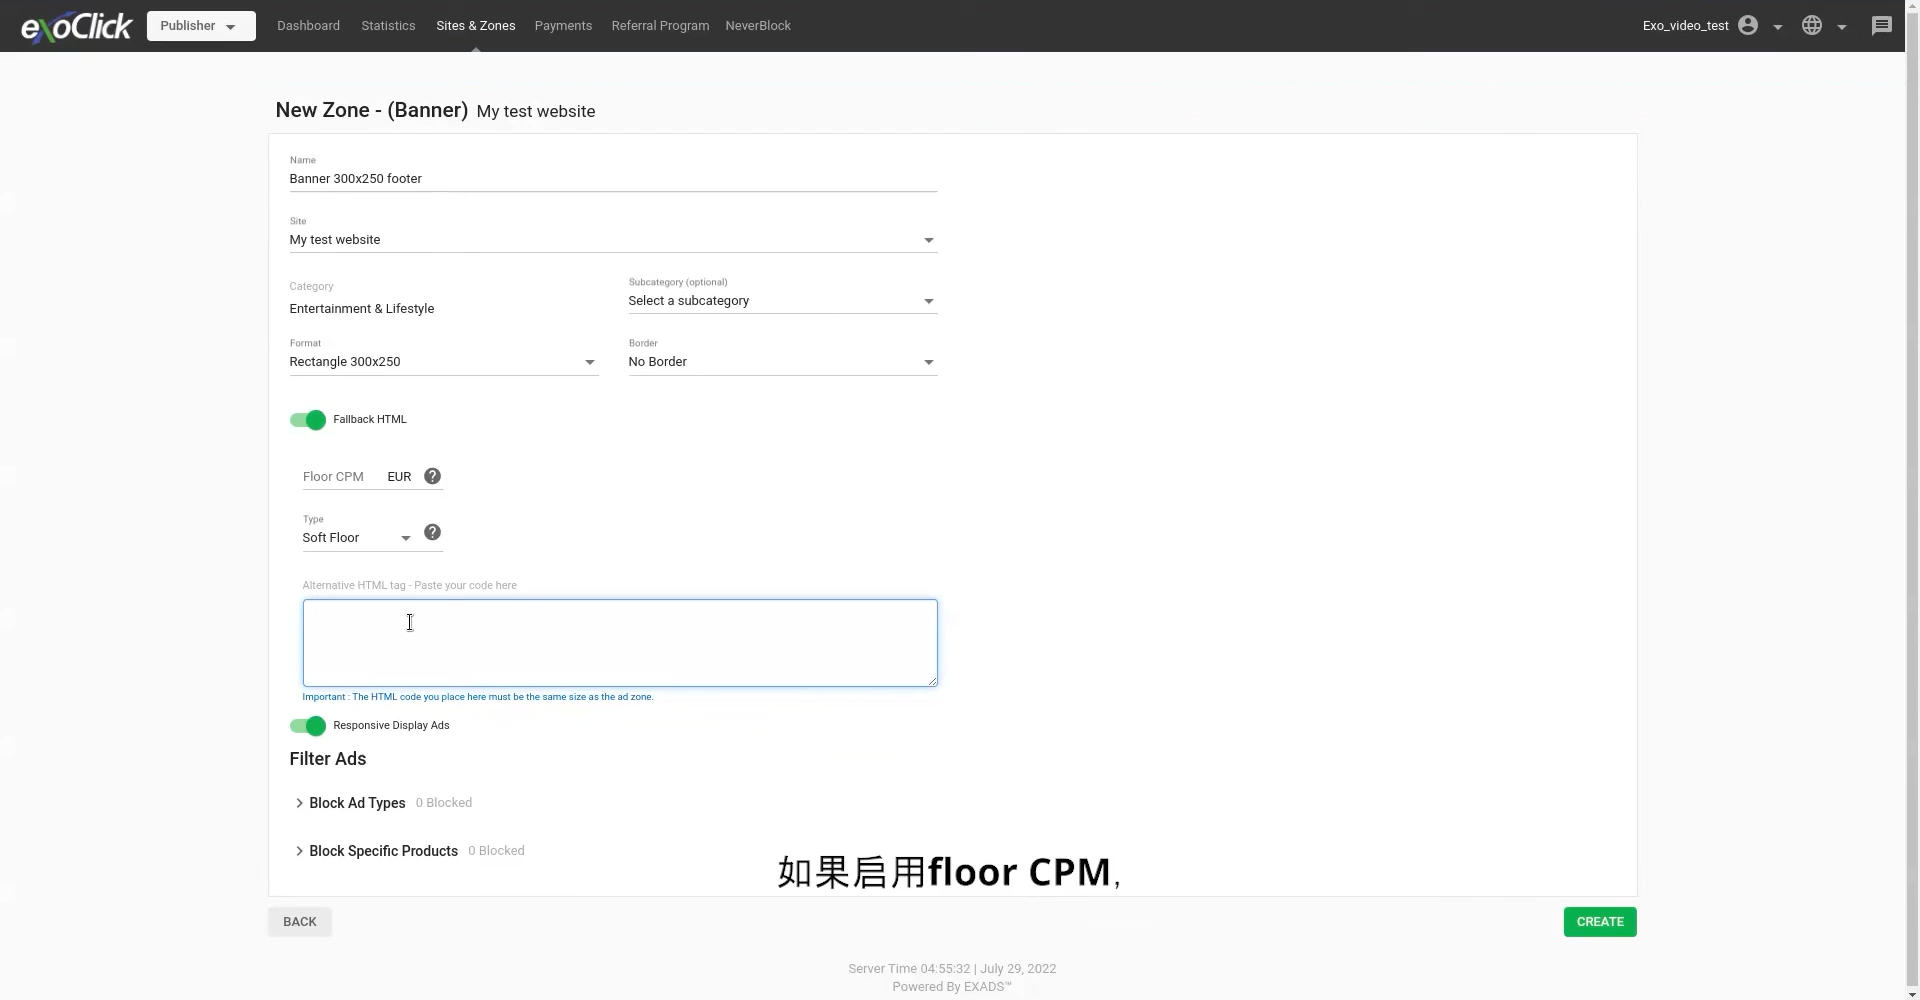 exoClick
Publisher
Dashboard
Statistics
Sites & Zones
Payments
Referral Program
NeverBlock
Exo_video_test
New Zone - (Banner) My test website
Name
Banner 300x250 footer
Site
My test website
Category
Entertainment & Lifestyle
Subcategory (optional)
Select a subcategory
Format
Rectangle 300x250
Border
No Border
Fallback HTML
Floor CPM EUR ?
Type
Soft Floor ?
Alternative HTML tag - Paste your code here
Important : The HTML code you place here must be the same size as the ad zone.
Responsive Display Ads
Filter Ads
Block Ad Types 0 Blocked
Block Specific Products 0 Blocked
如果启用floor CPM,
BACK
CREATE
Server Time 04:55:32 | July 29, 2022
Powered By EXADS™